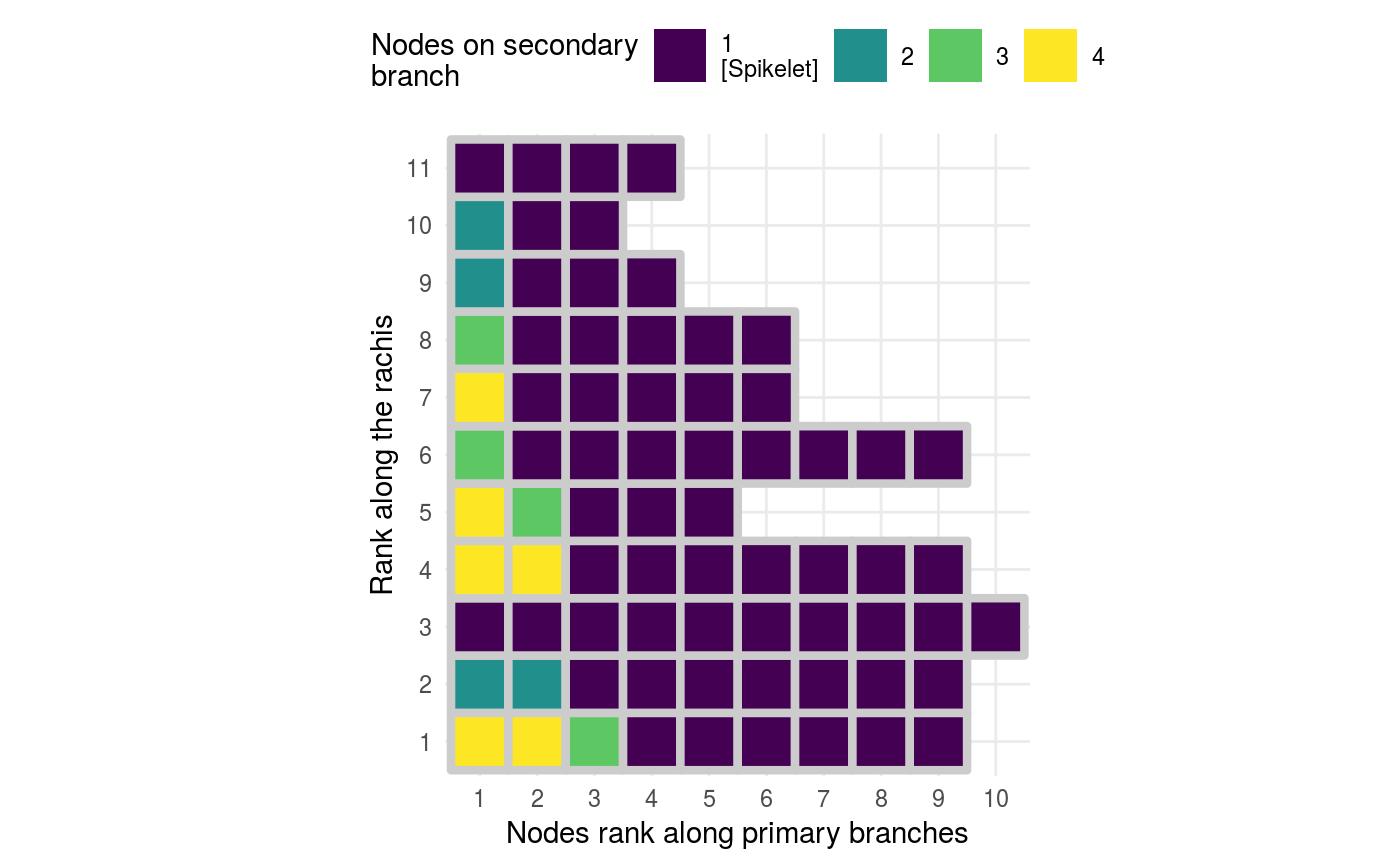 Nodes on secondary
branch
1
[Spikelet]
2
3
4
Rank along the rachis
11
10
9
8
7
6
5
4
3
2
1
1 2 3 4 5 6 7 8 9 10
Nodes rank along primary branches